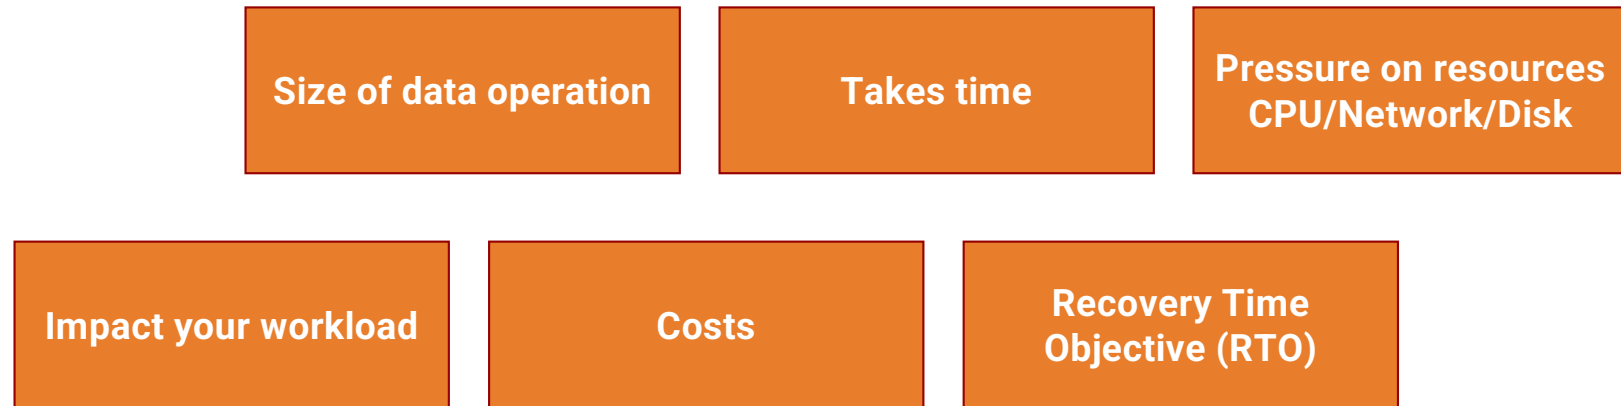 Size of data operation
Takes time
Pressure on resources
CPU/Network/Disk
Impact your workload
Costs
Recovery Time
Objective (RTO)